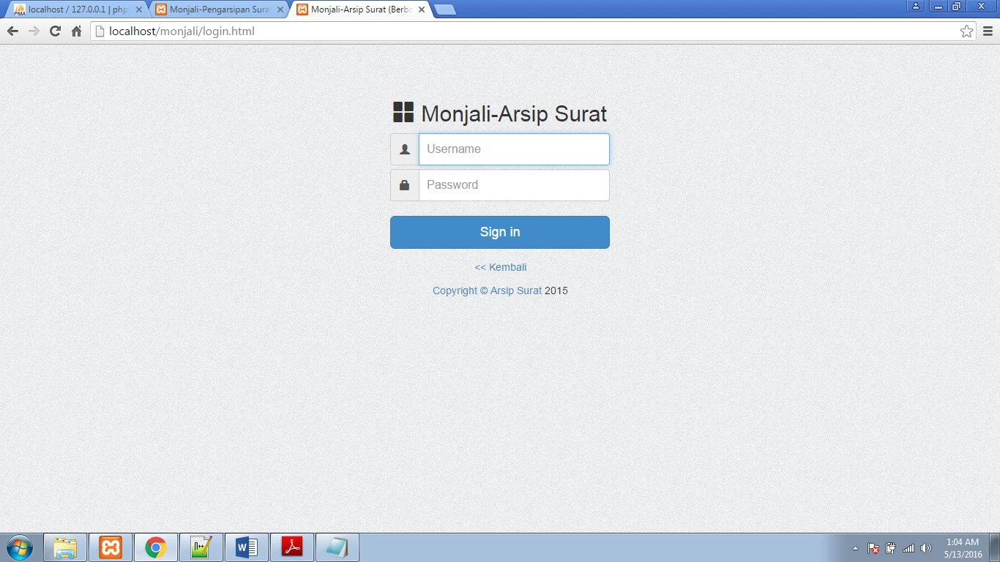 localhost / 127.0.0.1 | php
Monjali-Pengarsipan Sura
Monjali-Arsip Surat (Berba
localhost/monjali/login.html
Monjali-Arsip Surat
Username
Password
Sign in
<< Kembali
Copyright © Arsip Surat 2015
1:04 AM
5/13/2016